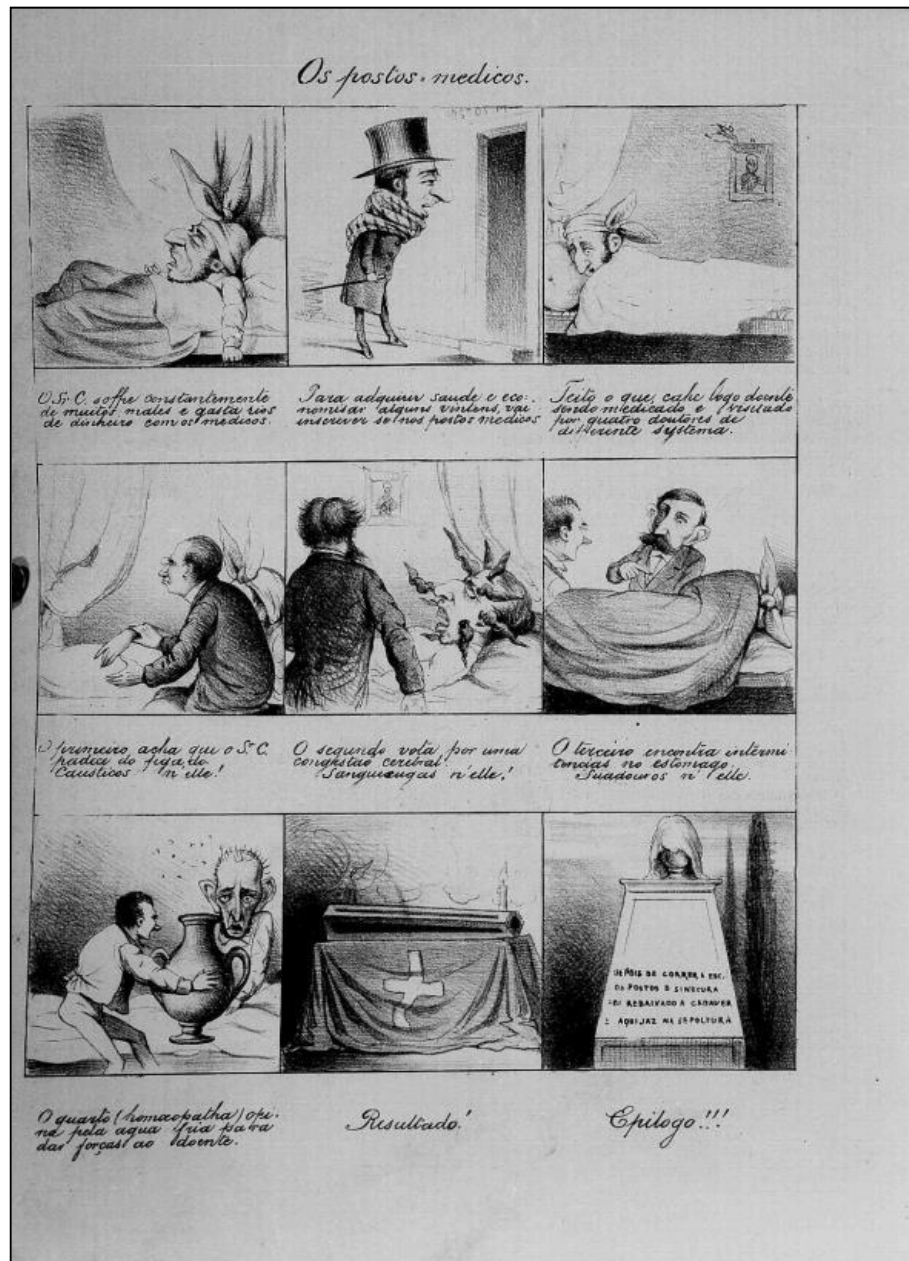 Os postos-medicos.
O Sr. C. soffre constantemente
de muitos males e gasta rios
de dinheiro com os medicos.
Para adquirir saude e eco-
nomisar alguns vintens, vai
inscrever se nos postos medicos
Feito o que, cahe logo doente
sendo medicado e visitado
por quatro doutores de
differente systema.
O primeiro acha que o Sr. C.
padece do figado.
Causticos n'elle!
O segundo vota por uma
congestão cerebral.
Sanguexugas n'elle!
O terceiro encontra intermi
tencias no estomago.
Suadouros n'elle.
O quarto (homœopatha) opi-
na pela agua fria para
dar forças ao doente.
Resultado!
DEPOIS DE CORRER A ESC.
DE POSTOS E SINECURA
FOI REBAIXADO A CADAVER
E AQUI JAZ NA SEPOLTURA
Epilogo!!!